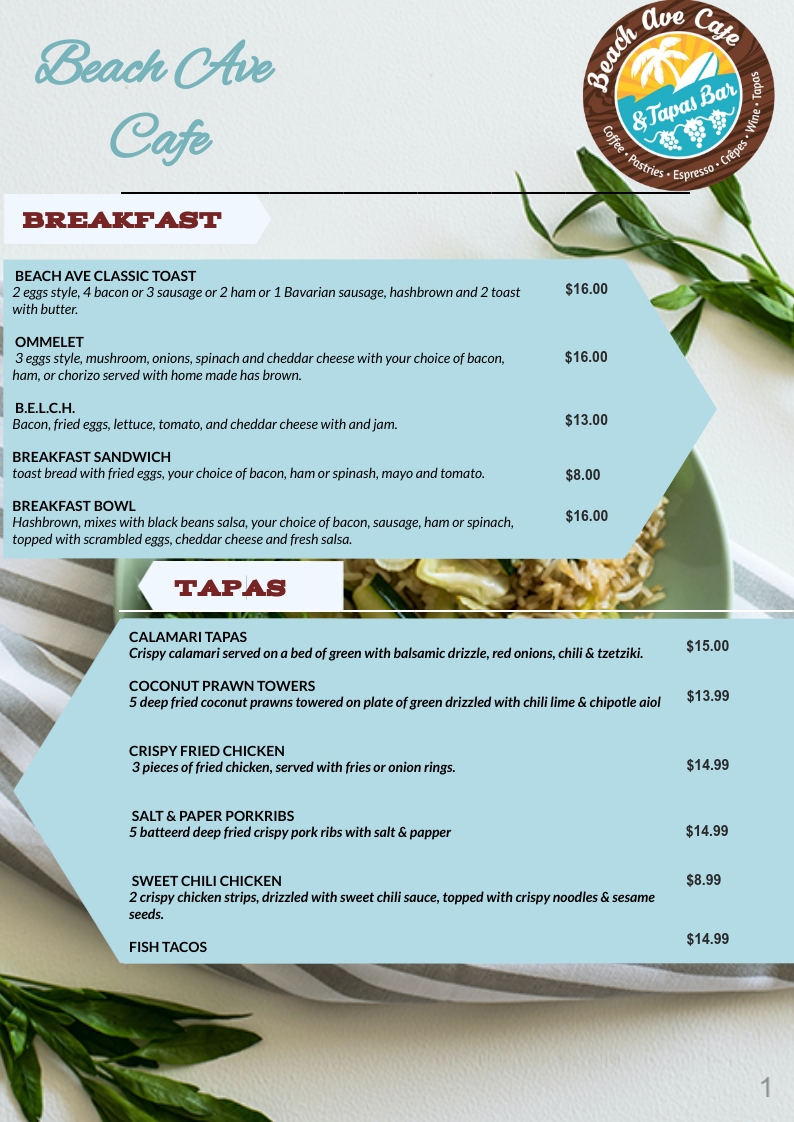 Beach Ave
Cafe
Beach Ave Cafe
& Tapas Bar
Coffee • Pastries • Espresso • Crêpes • Wine • Tapas
BREAKFAST
BEACH AVE CLASSIC TOAST
2 eggs style, 4 bacon or 3 sausage or 2 ham or 1 Bavarian sausage, hashbrown and 2 toast
with butter.
$16.00
OMMELET
3 eggs style, mushroom, onions, spinach and cheddar cheese with your choice of bacon,
ham, or chorizo served with home made has brown.
$16.00
B.E.L.C.H.
Bacon, fried eggs, lettuce, tomato, and cheddar cheese with and jam.
$13.00
BREAKFAST SANDWICH
toast bread with fried eggs, your choice of bacon, ham or spinash, mayo and tomato.
$8.00
BREAKFAST BOWL
Hashbrown, mixes with black beans salsa, your choice of bacon, sausage, ham or spinach,
topped with scrambled eggs, cheddar cheese and fresh salsa.
$16.00
TAPAS
CALAMARI TAPAS
Crispy calamari served on a bed of green with balsamic drizzle, red onions, chili & tzetziki.
$15.00
COCONUT PRAWN TOWERS
5 deep fried coconut prawns towered on plate of green drizzled with chili lime & chipotle aiol
$13.99
CRISPY FRIED CHICKEN
3 pieces of fried chicken, served with fries or onion rings.
$14.99
SALT & PAPER PORKRIBS
5 batteerd deep fried crispy pork ribs with salt & papper
$14.99
SWEET CHILI CHICKEN
2 crispy chicken strips, drizzled with sweet chili sauce, topped with crispy noodles & sesame
seeds.
$8.99
FISH TACOS
$14.99
1